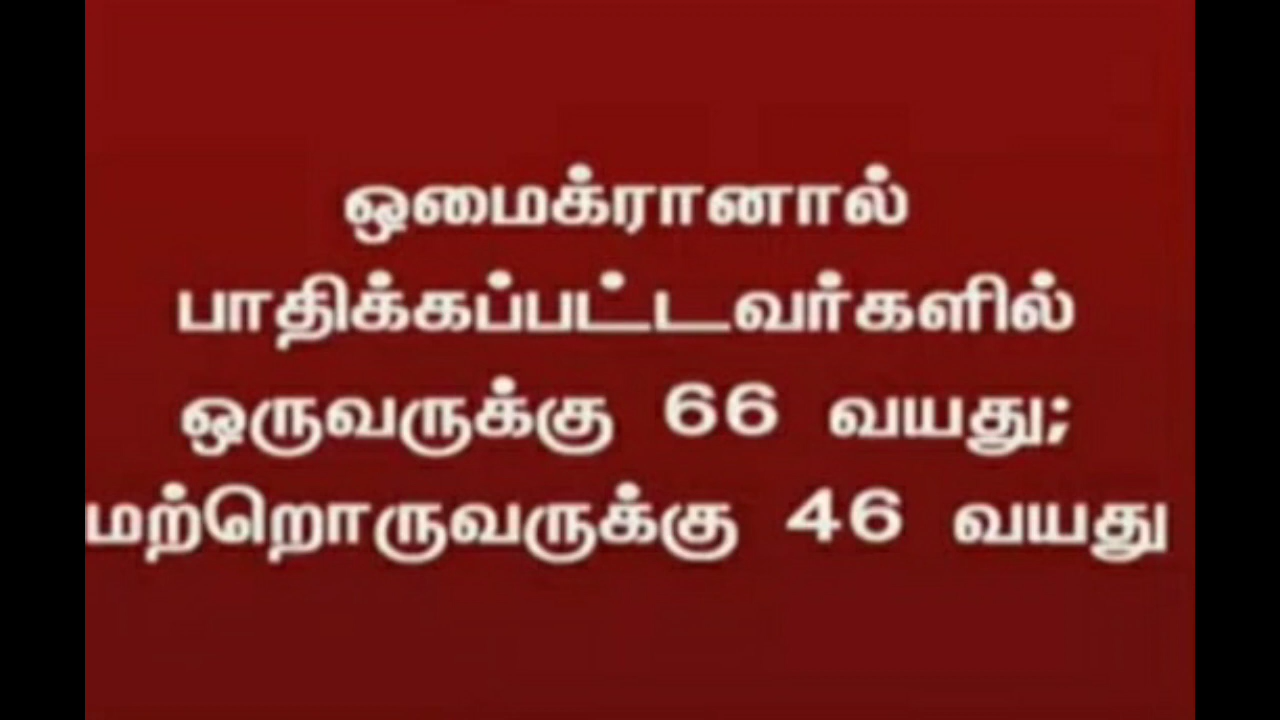 ஒமைக்ரானால்
பாதிக்கப்பட்டவர்களில்
ஒருவருக்கு 66 வயது;
மற்றொருவருக்கு 46 வயது